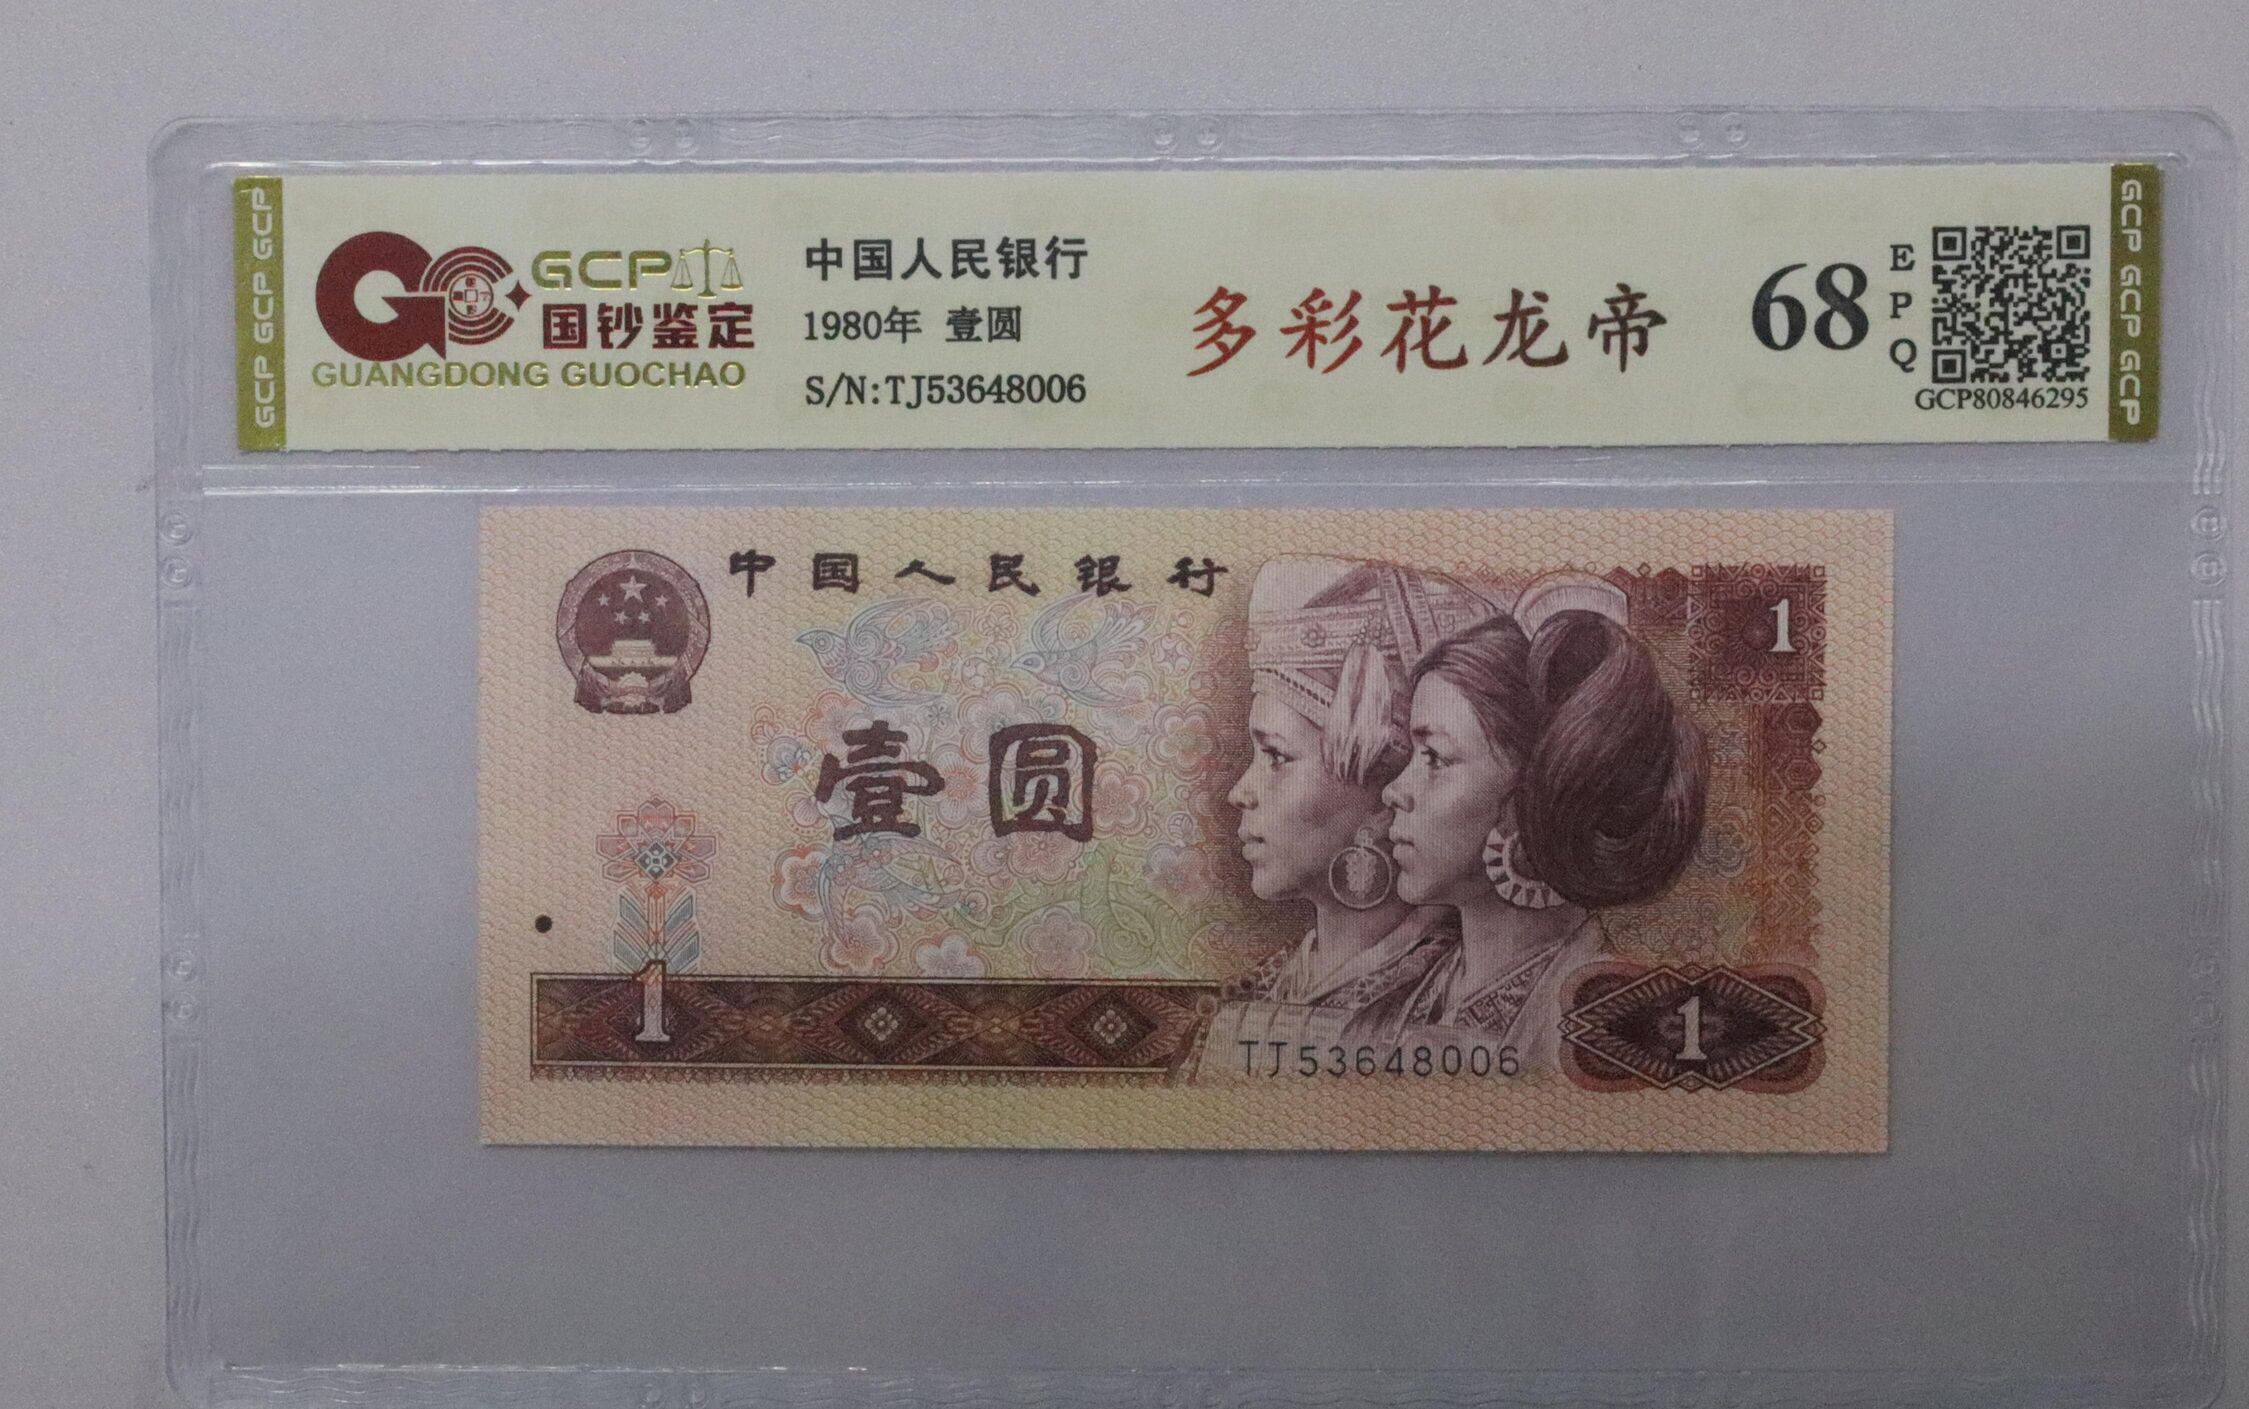 GCP GCP GCP
GCP
国钞鉴定
GUANGDONG GUOCHAO
中国人民银行
1980年 壹圆
S/N:TJ53648006
多彩花龙帝
68
EPQ
GCP80846295
GCP GCP GCP
中国人民银行
1
壹圆
1
TJ53648006
1